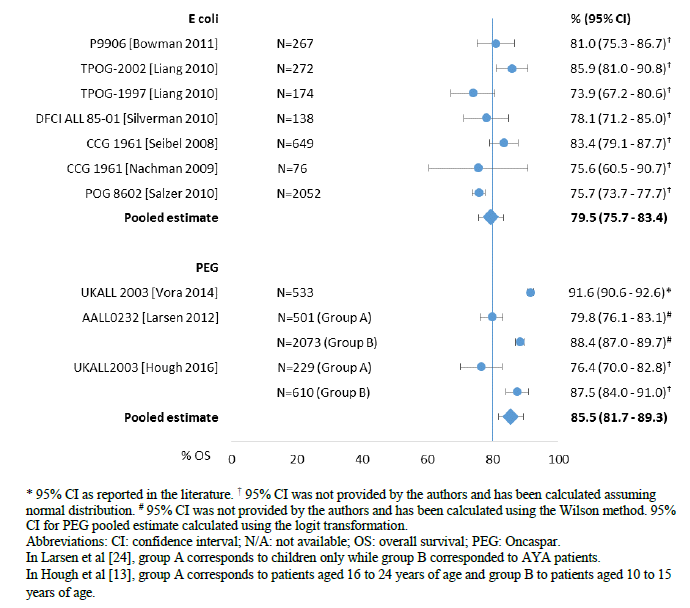 E coli % (95% CI)
P9906 [Bowman 2011] N=267 81.0 (75.3 - 86.7)†
TPOG-2002 [Liang 2010] N=272 85.9 (81.0 - 90.8)†
TPOG-1997 [Liang 2010] N=174 73.9 (67.2 - 80.6)†
DFCI ALL 85-01 [Silverman 2010] N=138 78.1 (71.2 - 85.0)†
CCG 1961 [Seibel 2008] N=649 83.4 (79.1 - 87.7)†
CCG 1961 [Nachman 2009] N=76 75.6 (60.5 - 90.7)†
POG 8602 [Salzer 2010] N=2052 75.7 (73.7 - 77.7)†
Pooled estimate 79.5 (75.7 - 83.4)
PEG
UKALL 2003 [Vora 2014] N=533 91.6 (90.6 - 92.6)*
AALL0232 [Larsen 2012] N=501 (Group A) 79.8 (76.1 - 83.1)#
N=2073 (Group B) 88.4 (87.0 - 89.7)#
UKALL2003 [Hough 2016] N=229 (Group A) 76.4 (70.0 - 82.8)†
N=610 (Group B) 87.5 (84.0 - 91.0)†
Pooled estimate 85.5 (81.7 - 89.3)
% OS 0 20 40 60 80 100
* 95% CI as reported in the literature. † 95% CI was not provided by the authors and has been calculated assuming
normal distribution. # 95% CI was not provided by the authors and has been calculated using the Wilson method. 95%
CI for PEG pooled estimate calculated using the logit transformation.
Abbreviations: CI: confidence interval; N/A: not available; OS: overall survival; PEG: Oncaspar.
In Larsen et al [24], group A corresponds to children only while group B corresponded to AYA patients.
In Hough et al [13], group A corresponds to patients aged 16 to 24 years of age and group B to patients aged 10 to 15
years of age.